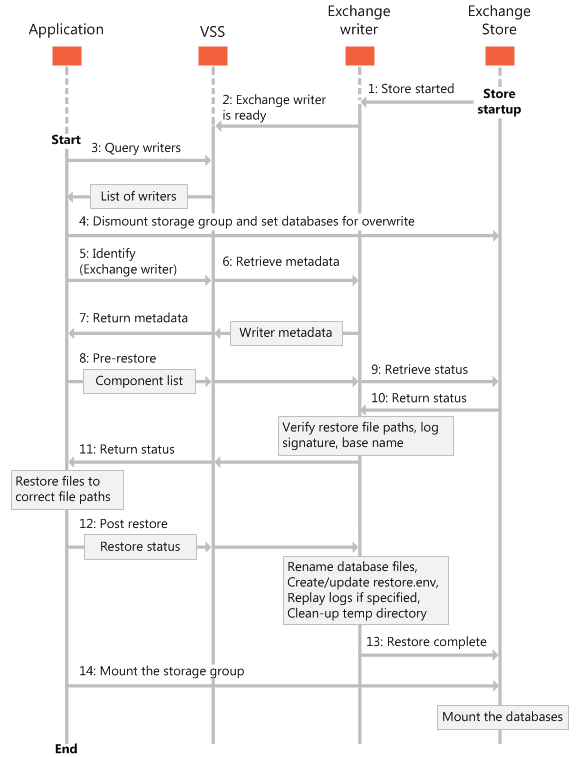 Application
VSS
Exchange
writer
Exchange
Store
1: Store started
Store
startup
2: Exchange writer
is ready
Start
3: Query writers
List of writers
4: Dismount storage group and set databases for overwrite
5: Identify
(Exchange writer)
6: Retrieve metadata
7: Return metadata
Writer metadata
8: Pre-restore
Component list
9: Retrieve status
10: Return status
Verify restore file paths, log
signature, base name
11: Return status
Restore files to
correct file paths
12: Post restore
Restore status
Rename database files,
Create/update restore.env,
Replay logs if specified,
Clean-up temp directory
13: Restore complete
14: Mount the storage group
Mount the databases
End